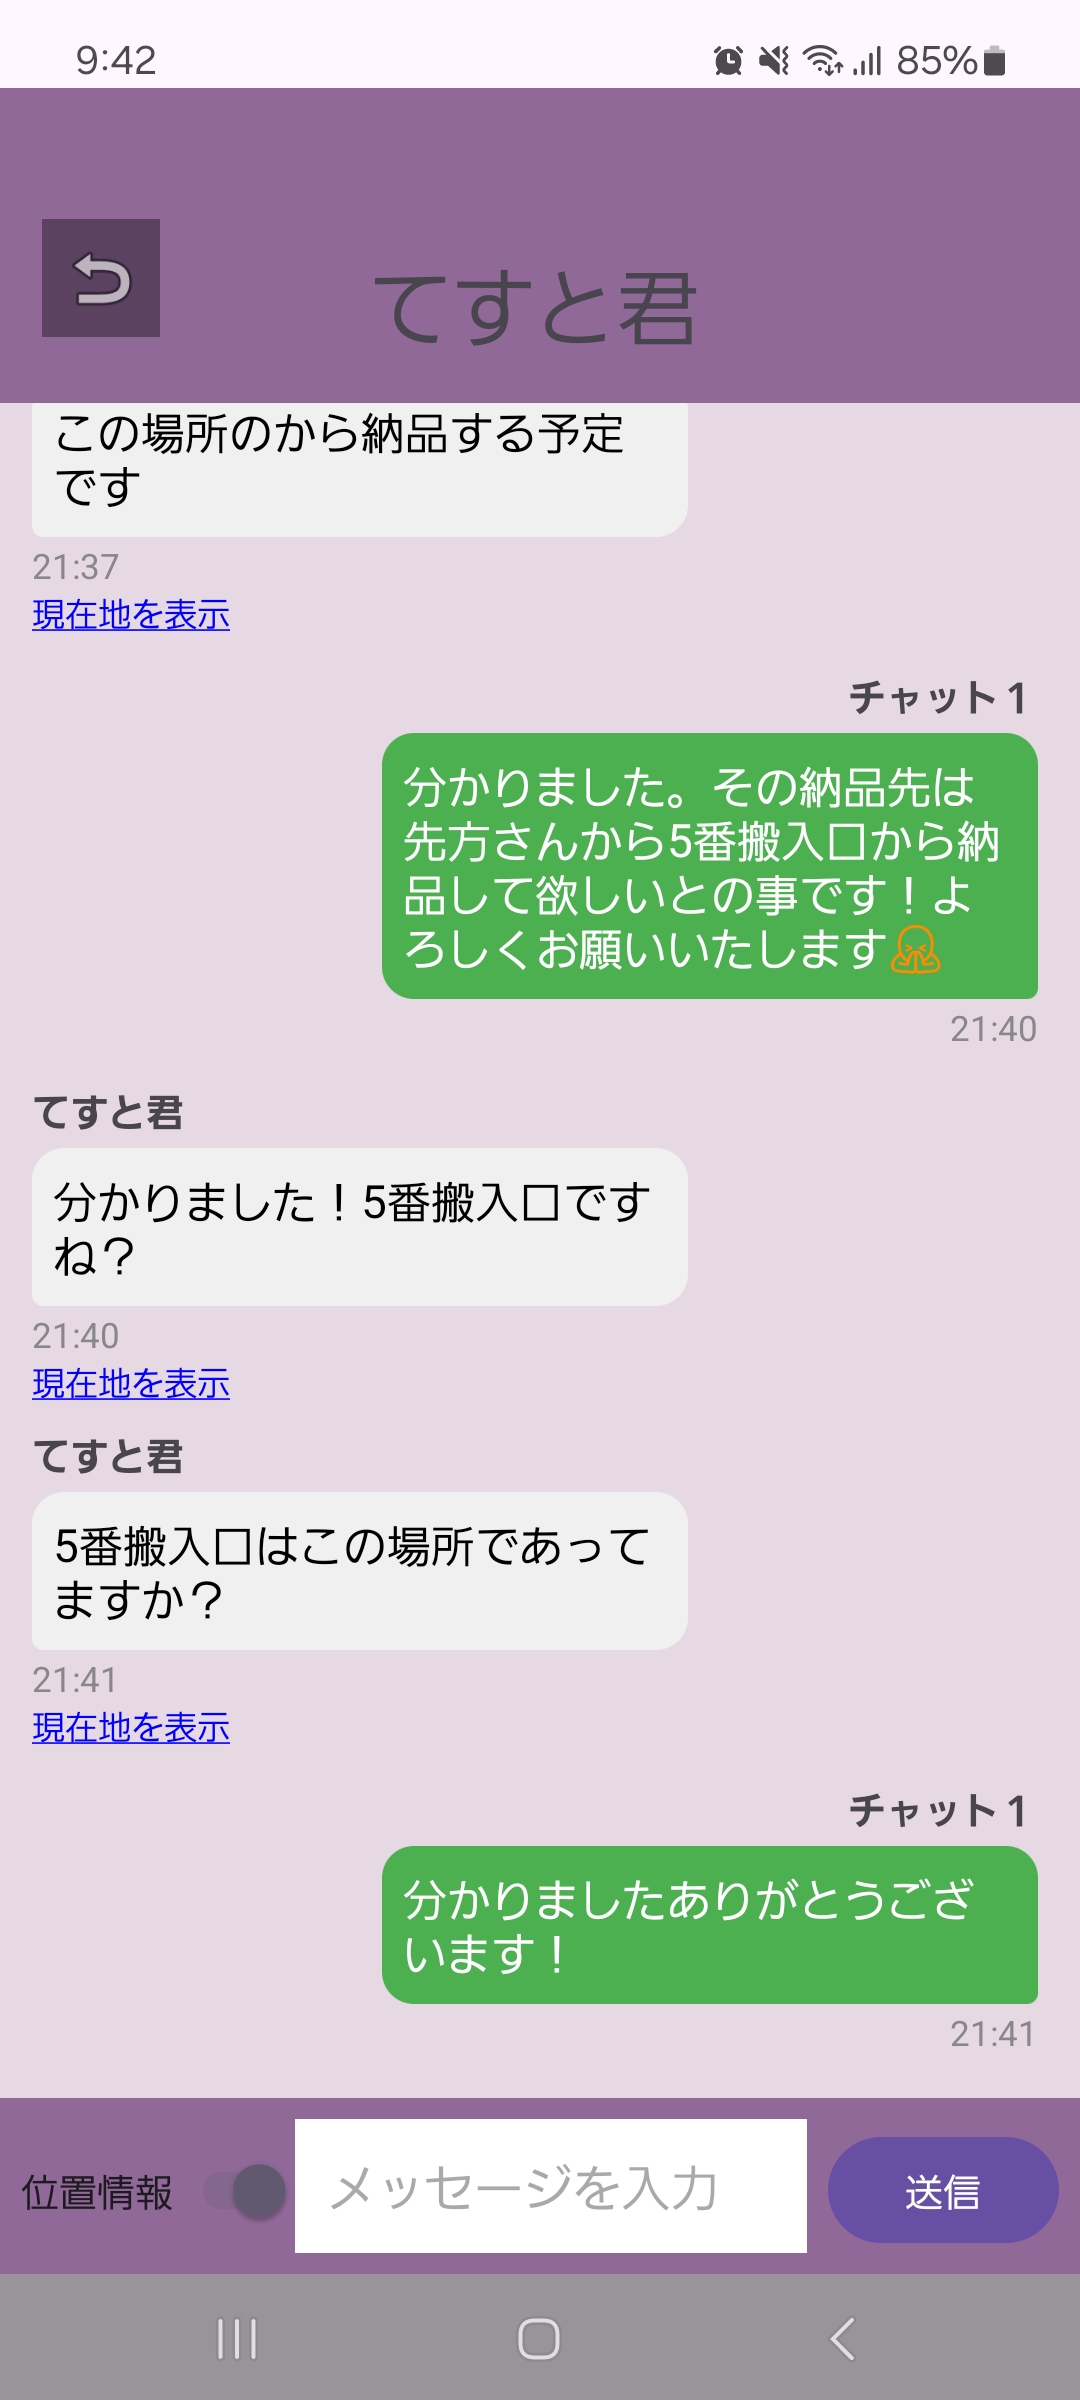 9:42
85%
てすと君
この場所のから納品する予定
です
21:37
現在地を表示
チャット1
分かりました。その納品先は
先方さんから5番搬入口から納
品して欲しいとの事です！よ
ろしくお願いいたします🙇
21:40
てすと君
分かりました！5番搬入口です
ね？
21:40
現在地を表示
てすと君
5番搬入口はこの場所であって
ますか？
21:41
現在地を表示
チャット1
分かりましたありがとうござ
います！
21:41
位置情報
メッセージを入力
送信